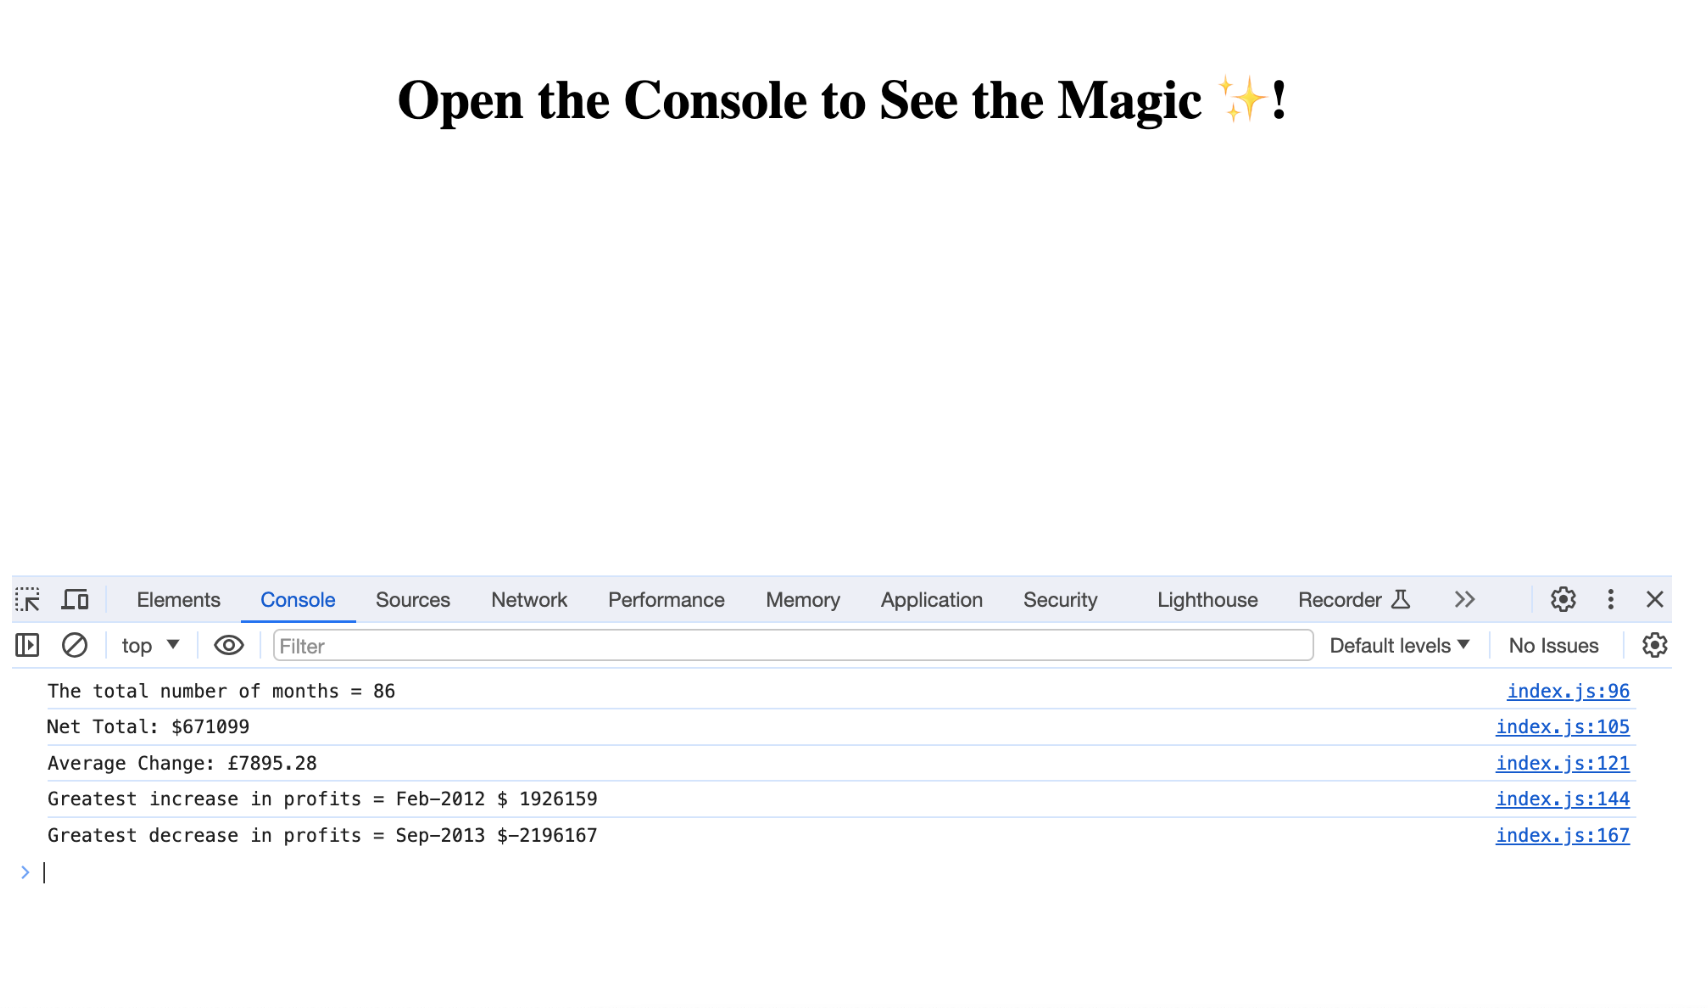 Open the Console to See the Magic ✨!
Elements Console Sources Network Performance Memory Application Security Lighthouse Recorder
top Filter Default levels No Issues
The total number of months = 86 index.js:96
Net Total: $671099 index.js:105
Average Change: £7895.28 index.js:121
Greatest increase in profits = Feb-2012 $ 1926159 index.js:144
Greatest decrease in profits = Sep-2013 $-2196167 index.js:167